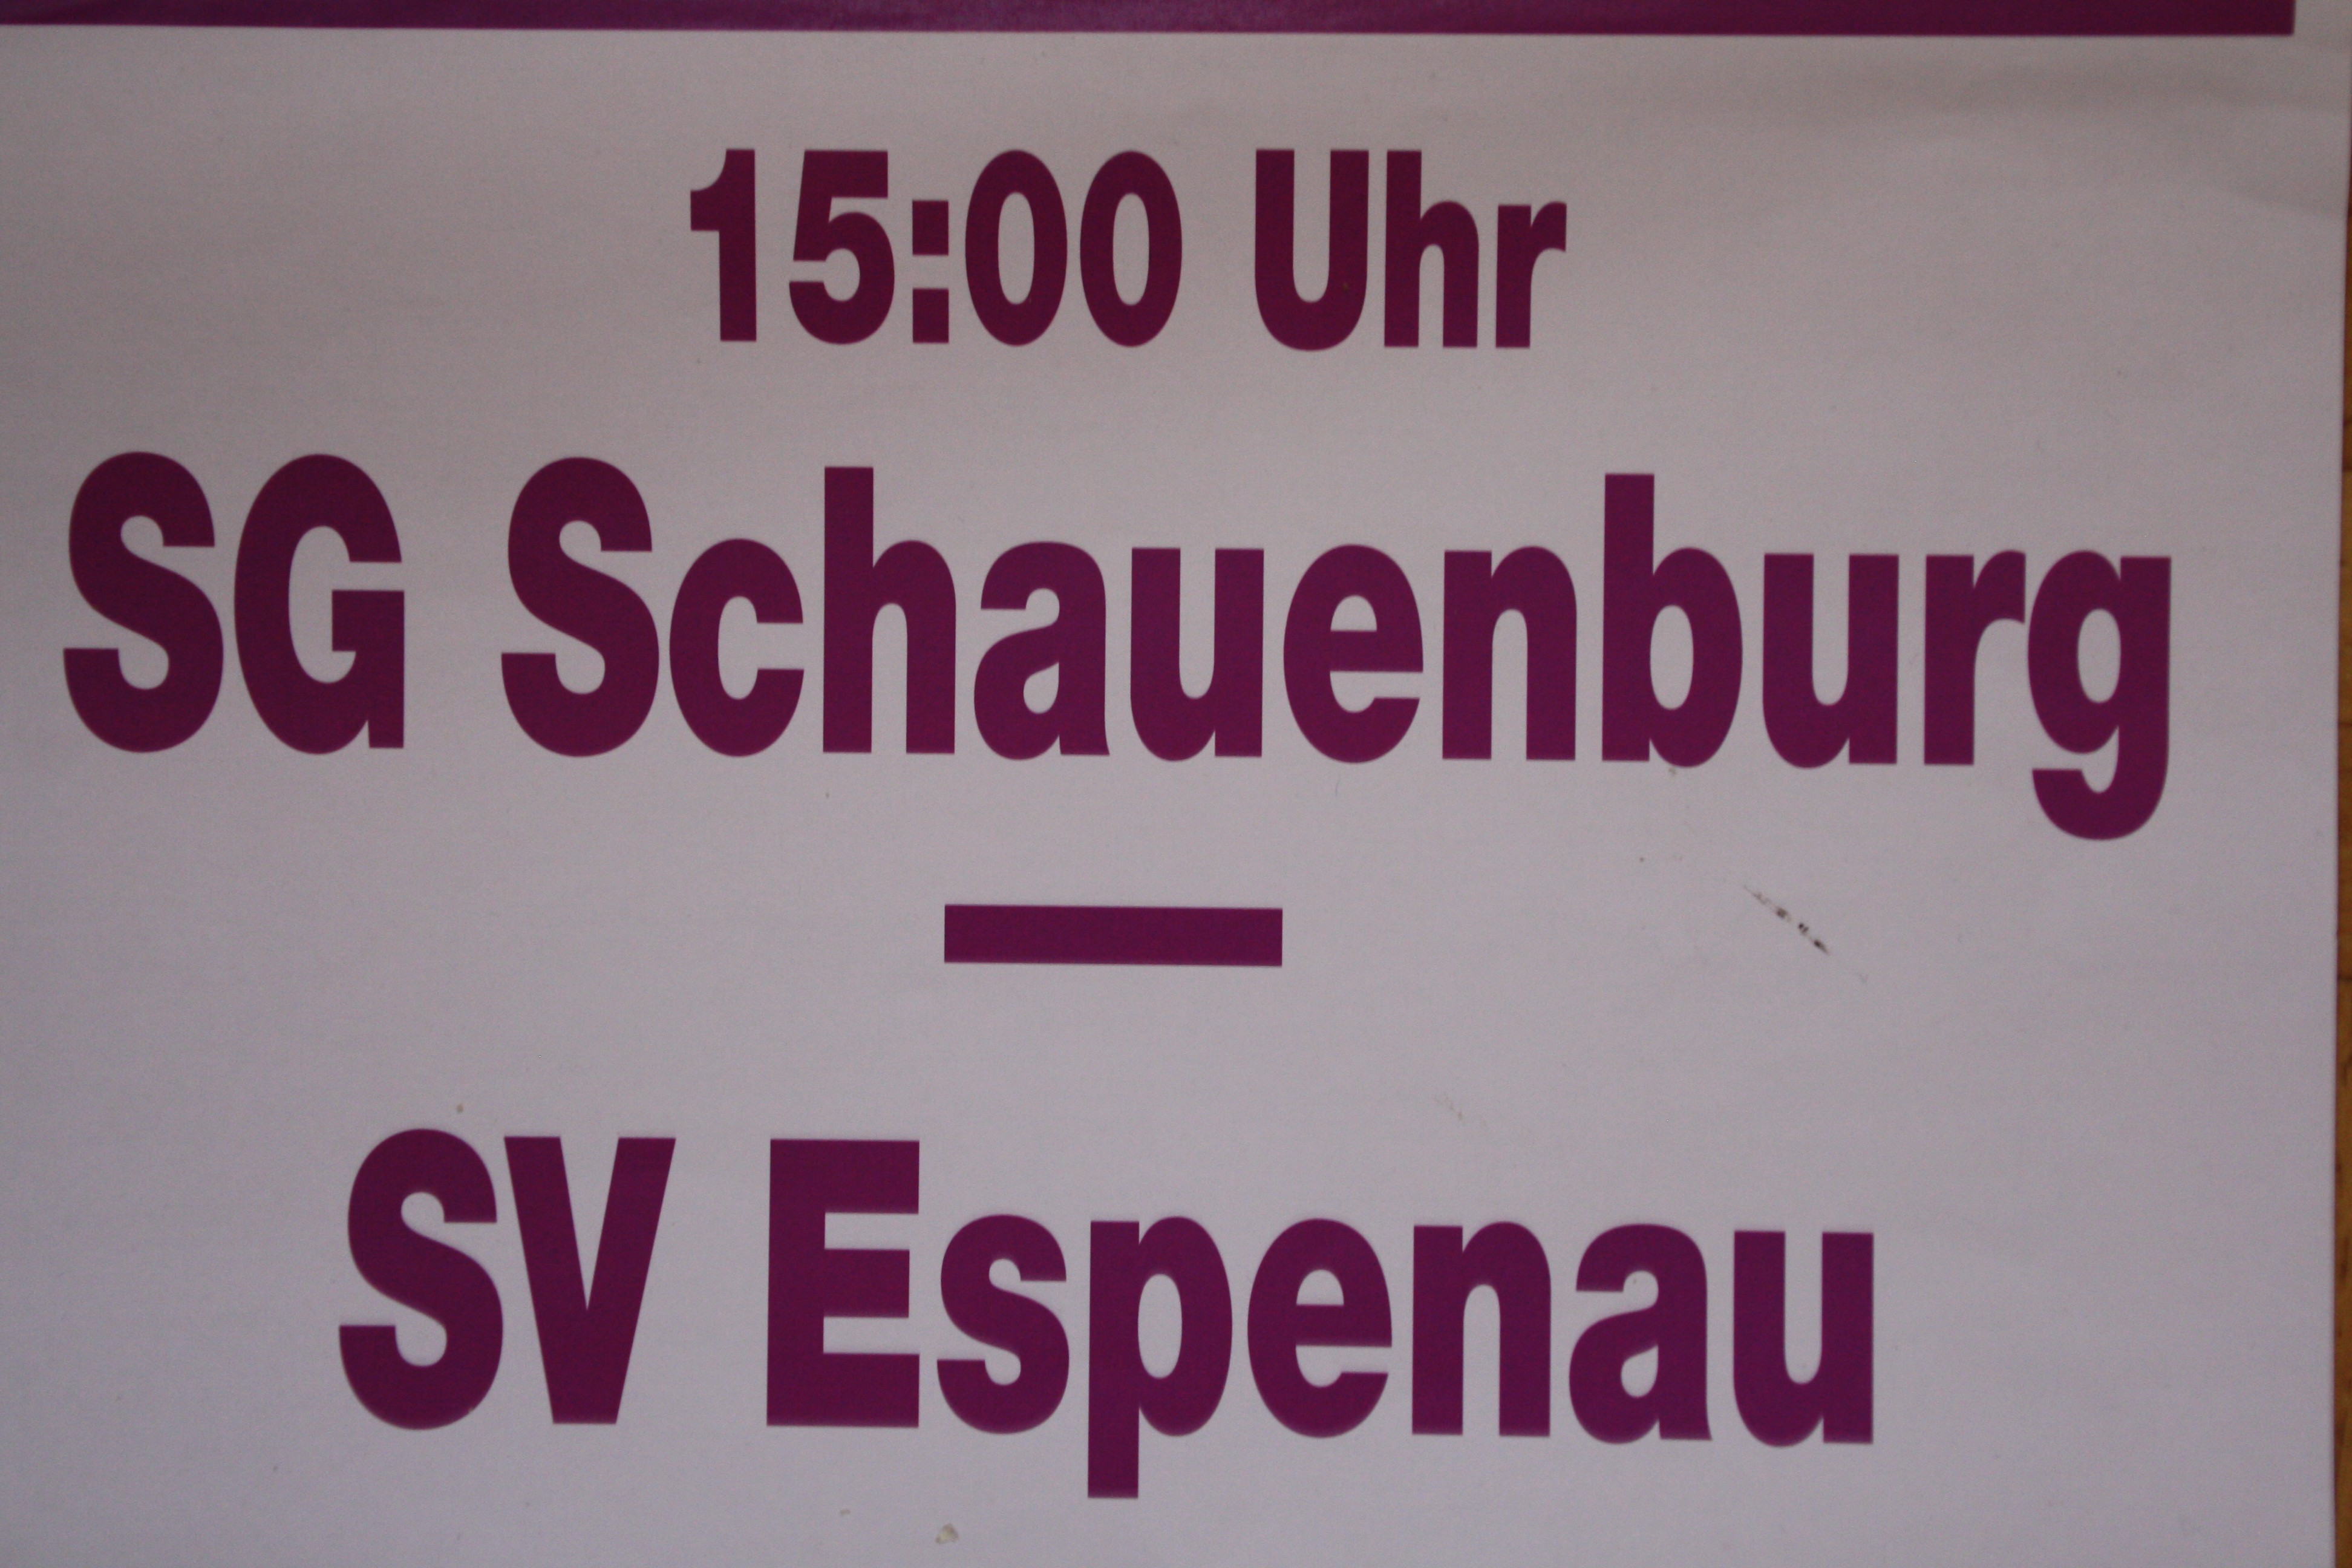 15:00 Uhr
SG Schauenburg
—
SV Espenau